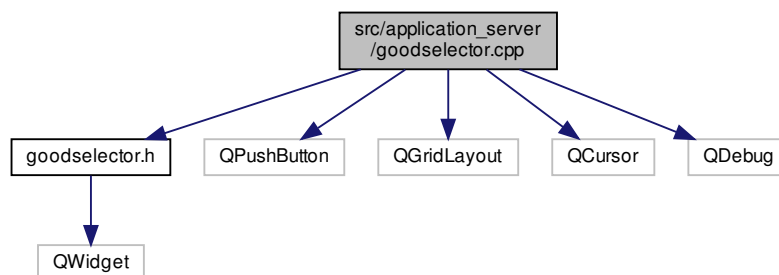 src/application_server
/goodselector.cpp
goodselector.h
QPushButton
QGridLayout
QCursor
QDebug
QWidget